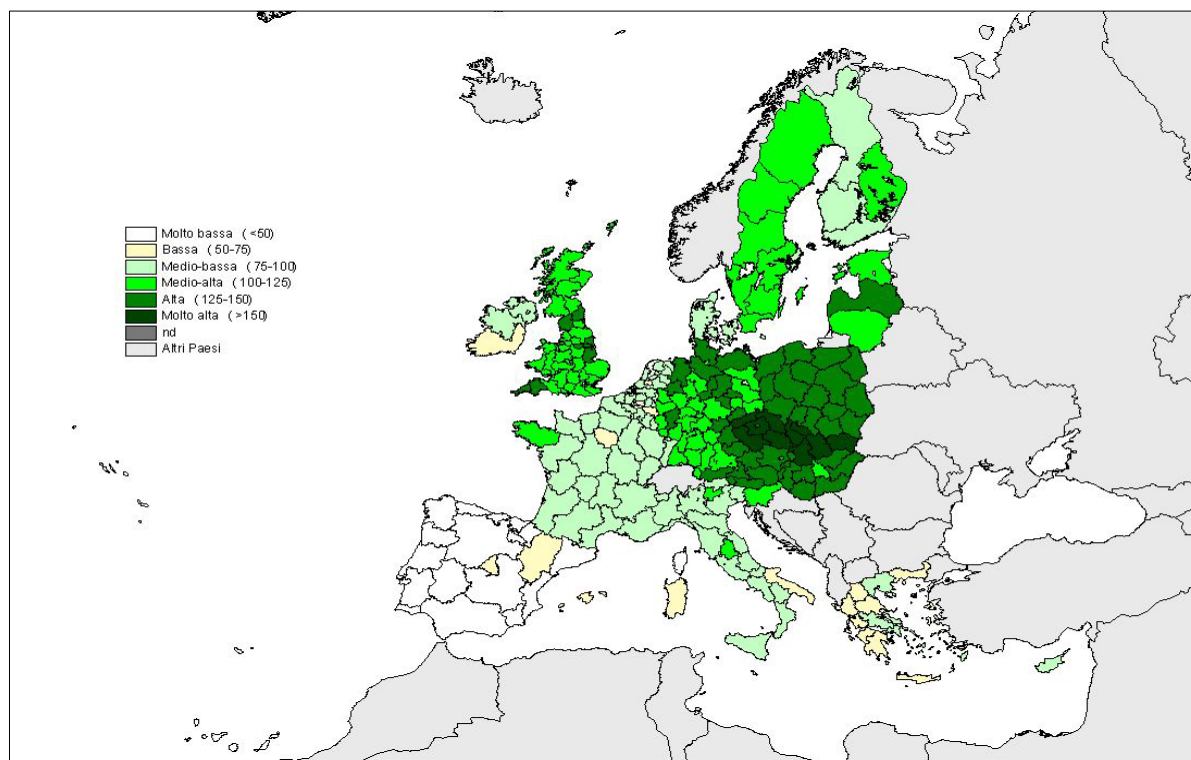 Molto bassa (<50)
Bassa (50-75)
Medio-bassa (75-100)
Medio-alta (100-125)
Alta (125-150)
Molto alta (>150)
nd
Altri Paesi